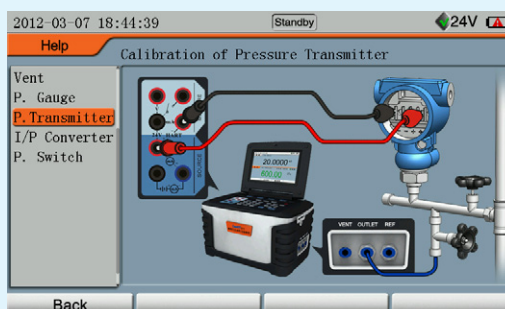 2012-03-07 18:44:39 Standby 24V
Help
Calibration of Pressure Transmitter
Vent
P. Gauge
P.Transmitter
I/P Converter
P. Switch
24V
SOURCE
20.0000
600.00
VENT OUTLET REF
Back